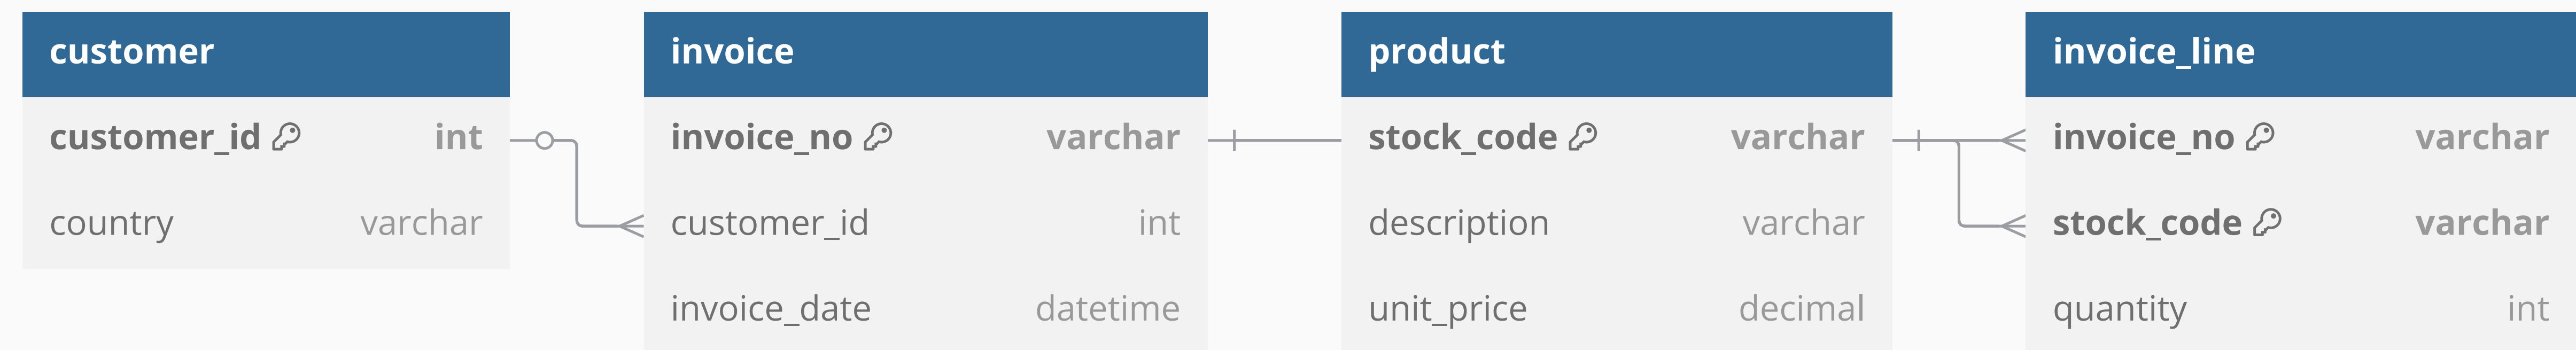 customer
customer_id int
country varchar
invoice
invoice_no varchar
customer_id int
invoice_date datetime
product
stock_code varchar
description varchar
unit_price decimal
invoice_line
invoice_no varchar
stock_code varchar
quantity int